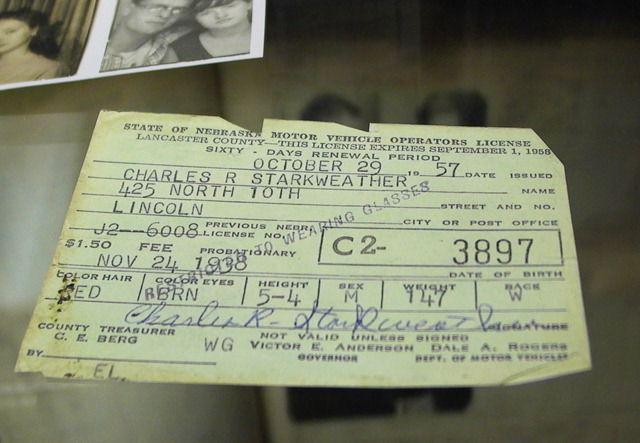 STATE OF NEBRASKA MOTOR VEHICLE OPERATORS LICENSE
LANCASTER COUNTY—THIS LICENSE EXPIRES SEPTEMBER 1, 1958
SIXTY - DAYS RENEWAL PERIOD
OCTOBER 29 19 57 DATE ISSUED
CHARLES R STARKWEATHER NAME
425 NORTH 10TH STREET AND NO.
LINCOLN CITY OR POST OFFICE
J2-6008 PREVIOUS NEBR. LICENSE NO.
RESTRICTED TO WEARING GLASSES
$1.50 FEE PROBATIONARY C2- 3897
NOV 24 1938 DATE OF BIRTH
COLOR HAIR COLOR EYES HEIGHT SEX WEIGHT RACE
RED BRN 5-4 M 147 W
Charles R. Starkweather SIGNATURE
COUNTY TREASURER NOT VALID UNLESS SIGNED
C. E. BERG WG VICTOR E. ANDERSON DALE A. ROGERS
GOVERNOR DEPT. OF MOTOR VEHICLES
BY EL